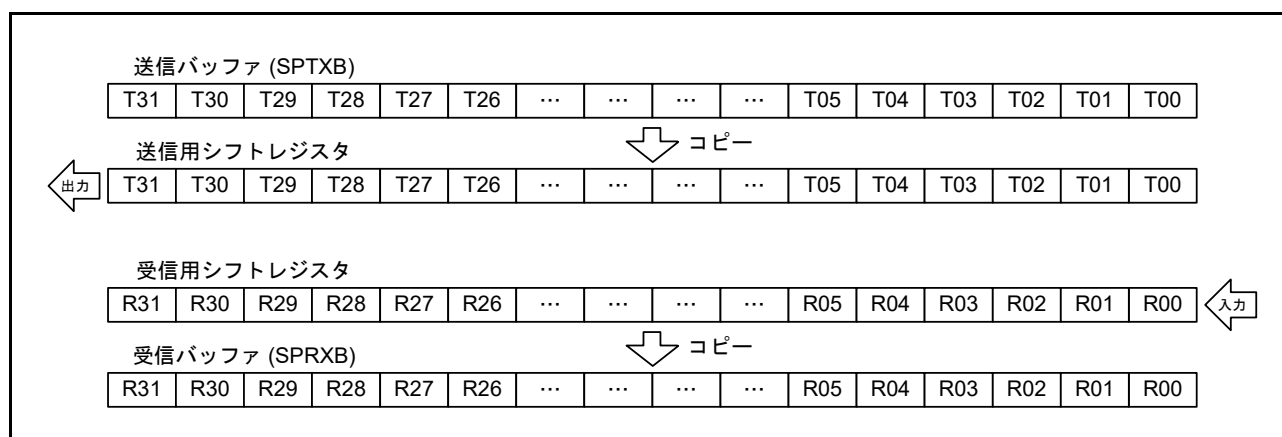 送信バッファ (SPTXB)
T31 T30 T29 T28 T27 T26 … … … … T05 T04 T03 T02 T01 T00
コピー
送信用シフトレジスタ
出力 T31 T30 T29 T28 T27 T26 … … … … T05 T04 T03 T02 T01 T00
受信用シフトレジスタ
R31 R30 R29 R28 R27 R26 … … … … R05 R04 R03 R02 R01 R00 入力
コピー
受信バッファ (SPRXB)
R31 R30 R29 R28 R27 R26 … … … … R05 R04 R03 R02 R01 R00